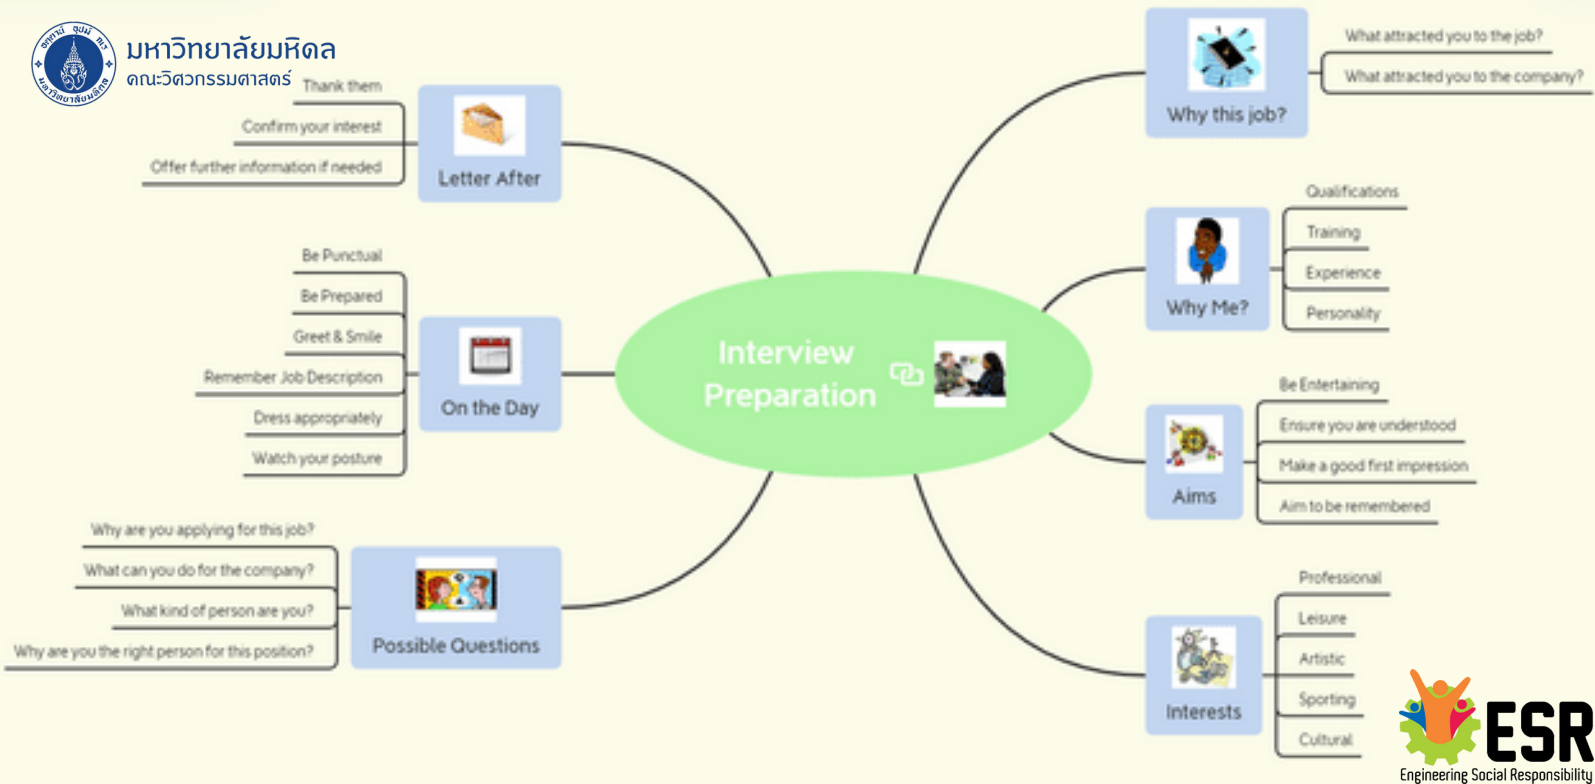 มหาวิทยาลัยมหิดล
คณะวิศวกรรมศาสตร์
Interview
Preparation
Why this job?
What attracted you to the job?
What attracted you to the company?
Why Me?
Qualifications
Training
Experience
Personality
Aims
Be Entertaining
Ensure you are understood
Make a good first impression
Aim to be remembered
Interests
Professional
Leisure
Artistic
Sporting
Cultural
Letter After
Thank them
Confirm your interest
Offer further information if needed
On the Day
Be Punctual
Be Prepared
Greet & Smile
Remember Job Description
Dress appropriately
Watch your posture
Possible Questions
Why are you applying for this job?
What can you do for the company?
What kind of person are you?
Why are you the right person for this position?
ESR
Engineering Social Responsibility